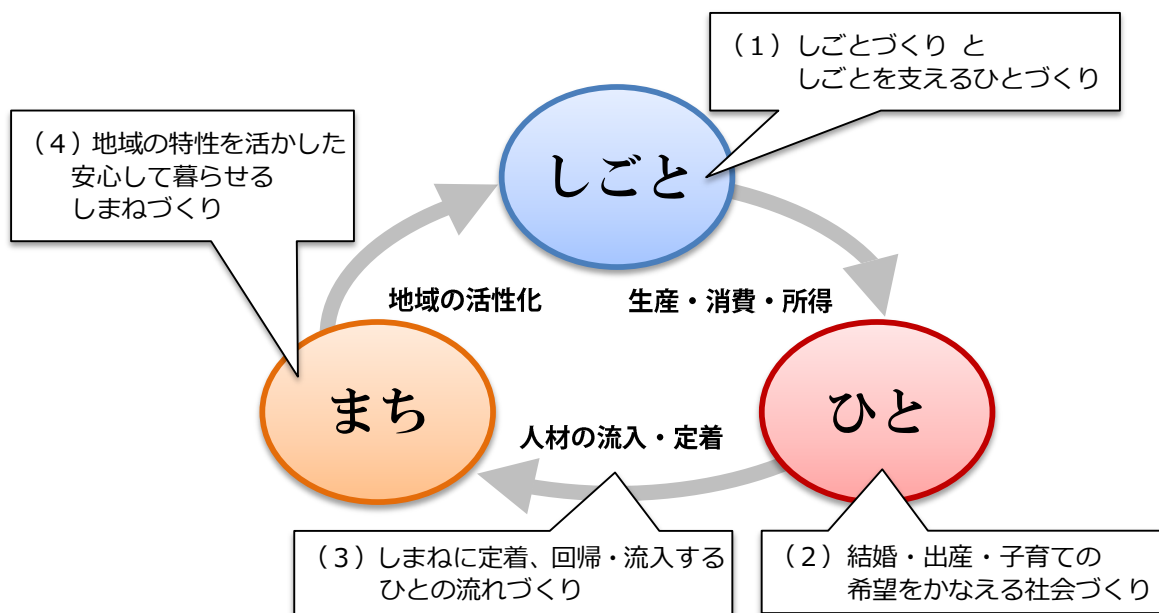 （１）しごとづくり と
しごとを支えるひとづくり
しごと
（４）地域の特性を活かした
安心して暮らせる
しまねづくり
地域の活性化
生産・消費・所得
まち
ひと
人材の流入・定着
（３）しまねに定着、回帰・流入する
ひとの流れづくり
（２）結婚・出産・子育ての
希望をかなえる社会づくり